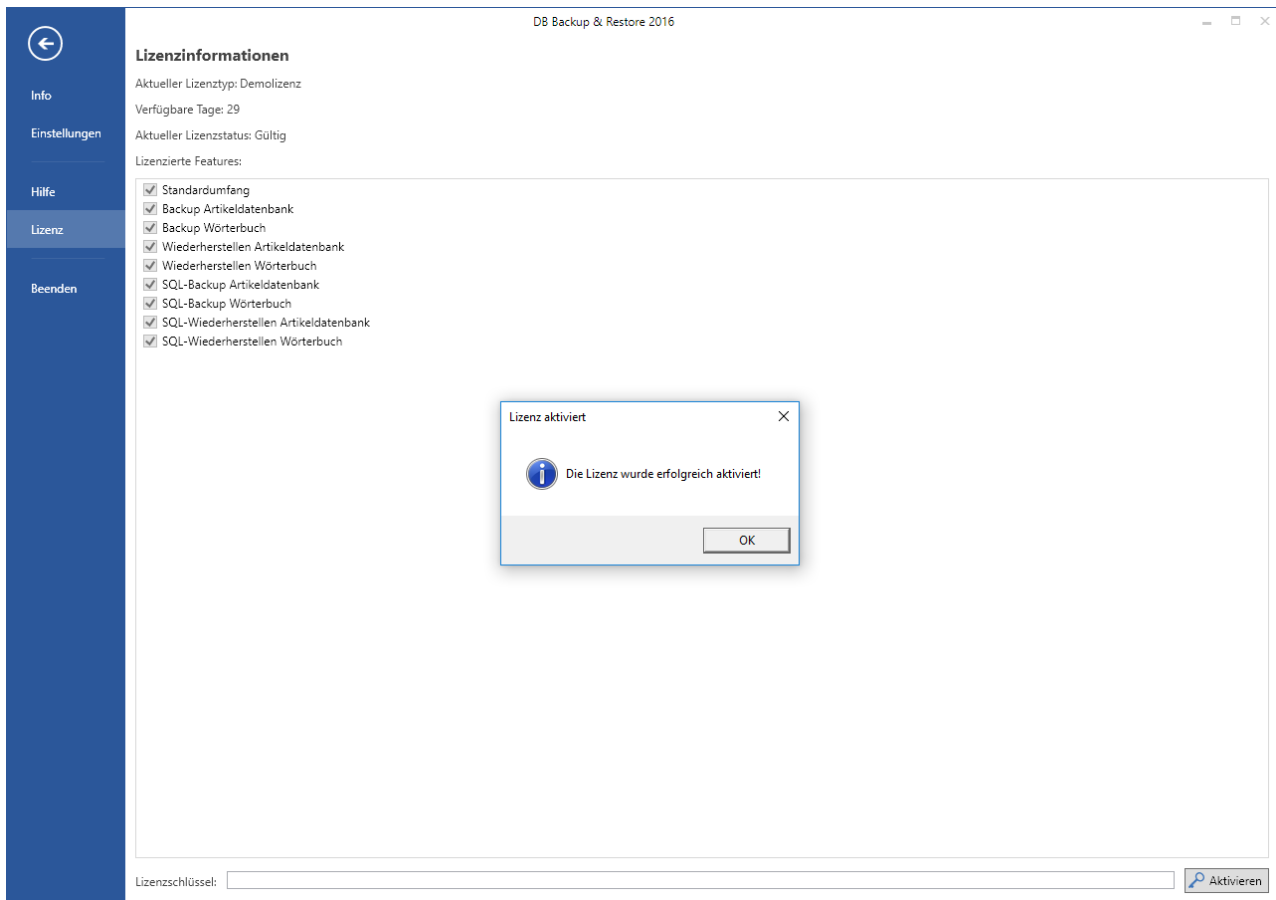 DB Backup & Restore 2016
Info
Einstellungen
Hilfe
Lizenz
Beenden
Lizenzinformationen
Aktueller Lizenztyp: Demolizenz
Verfügbare Tage: 29
Aktueller Lizenzstatus: Gültig
Lizenzierte Features:
Standardumfang
Backup Artikeldatenbank
Backup Wörterbuch
Wiederherstellen Artikeldatenbank
Wiederherstellen Wörterbuch
SQL-Backup Artikeldatenbank
SQL-Backup Wörterbuch
SQL-Wiederherstellen Artikeldatenbank
SQL-Wiederherstellen Wörterbuch
Lizenz aktiviert
Die Lizenz wurde erfolgreich aktiviert!
OK
Lizenzschlüssel:
Aktivieren